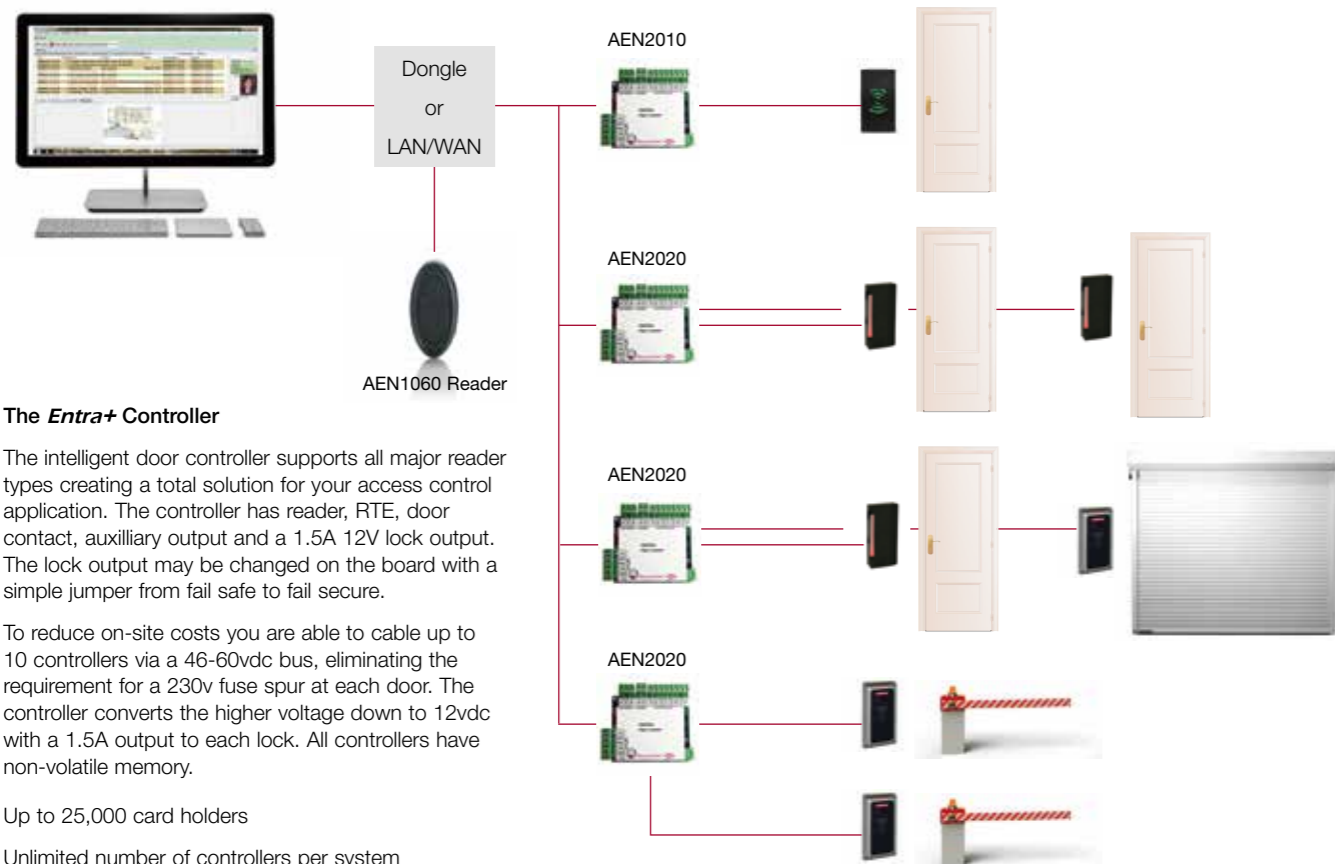 AEN2010
Dongle
or
LAN/WAN
AEN2020
AEN1060 Reader
The Entra+ Controller
The intelligent door controller supports all major reader
types creating a total solution for your access control
application. The controller has reader, RTE, door
contact, auxilliary output and a 1.5A 12V lock output.
The lock output may be changed on the board with a
simple jumper from fail safe to fail secure.
AEN2020
To reduce on-site costs you are able to cable up to
10 controllers via a 46-60vdc bus, eliminating the
requirement for a 230v fuse spur at each door. The
controller converts the higher voltage down to 12vdc
with a 1.5A output to each lock. All controllers have
non-volatile memory.
AEN2020
Up to 25,000 card holders
Unlimited number of controllers per system